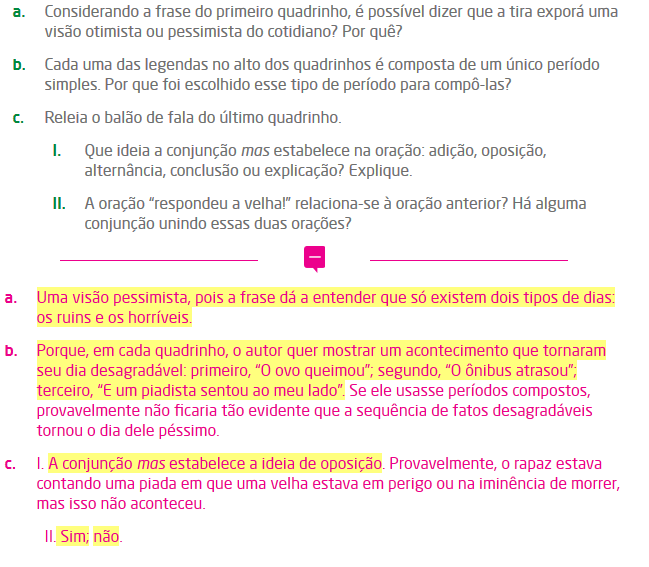 a. Considerando a frase do primeiro quadrinho, é possível dizer que a tira exporá uma
visão otimista ou pessimista do cotidiano? Por quê?
b. Cada uma das legendas no alto dos quadrinhos é composta de um único período
simples. Por que foi escolhido esse tipo de período para compô-las?
c. Releia o balão de fala do último quadrinho.
I. Que ideia a conjunção mas estabelece na oração: adição, oposição,
alternância, conclusão ou explicação? Explique.
II. A oração “respondeu a velha!” relaciona-se à oração anterior? Há alguma
conjunção unindo essas duas orações?
a. Uma visão pessimista, pois a frase dá a entender que só existem dois tipos de dias:
os ruins e os horríveis.
b. Porque, em cada quadrinho, o autor quer mostrar um acontecimento que tornaram
seu dia desagradável: primeiro, “O ovo queimou”; segundo, “O ônibus atrasou”;
terceiro, “E um piadista sentou ao meu lado”. Se ele usasse períodos compostos,
provavelmente não ficaria tão evidente que a sequência de fatos desagradáveis
tornou o dia dele péssimo.
c. I. A conjunção mas estabelece a ideia de oposição. Provavelmente, o rapaz estava
contando uma piada em que uma velha estava em perigo ou na iminência de morrer,
mas isso não aconteceu.
II. Sim; não.